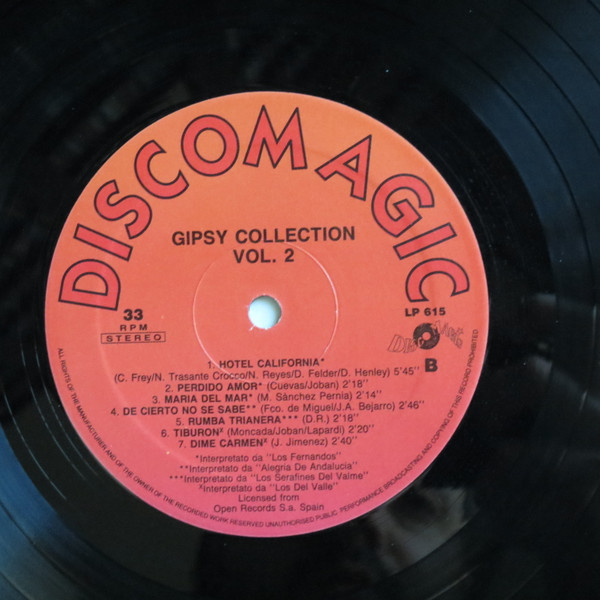 DISCOMAGIC
GIPSY COLLECTION
VOL. 2
33
RPM
STEREO
LP 615
B
1. HOTEL CALIFORNIA*
(C. Frey/N. Trasante Crocco/N. Reyes/D. Felder/D. Henley) 5'45''
2. PERDIDO AMOR* (Cuevas/Joban) 2'18''
3. MARIA DEL MAR* (M. Sànchez Pernia) 2'14''
4. DE CIERTO NO SE SABE** (Fco. de Miguel/J.A. Bejarro) 2'46''
5. RUMBA TRIANERA*** (D.R.) 2'18''
6. TIBURON² (Moncada/Joban/Lapardi) 2'20''
7. DIME CARMEN² (J. Jimenez) 2'40''
*Interpretato da ''Los Fernandos''
**Interpretato da ''Alegria De Andalucia''
***Interpretato da ''Los Serafines Del Valme''
²Interpretato da ''Los Del Valle''
Licensed from
Open Records S.a. Spain
ALL RIGHTS OF THE MANUFACTURER AND OF THE OWNER OF THE RECORDED WORK RESERVED UNAUTHORISED PUBLIC PERFORMANCE BROADCASTING AND COPYING OF THIS RECORD PROHIBITED